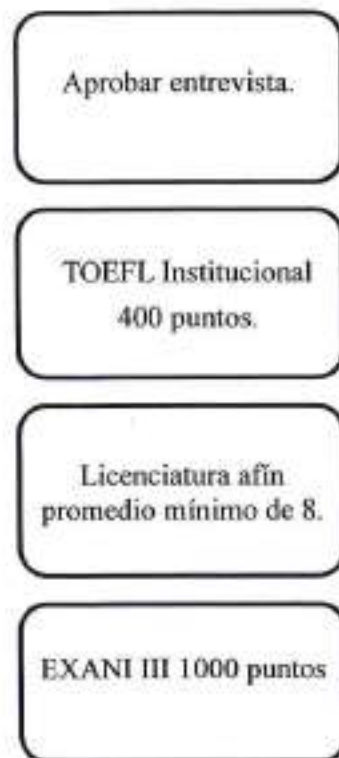 Aprobar entrevista.
TOEFL Institucional
400 puntos.
Licenciatura afín
promedio mínimo de 8.
EXANI III 1000 puntos